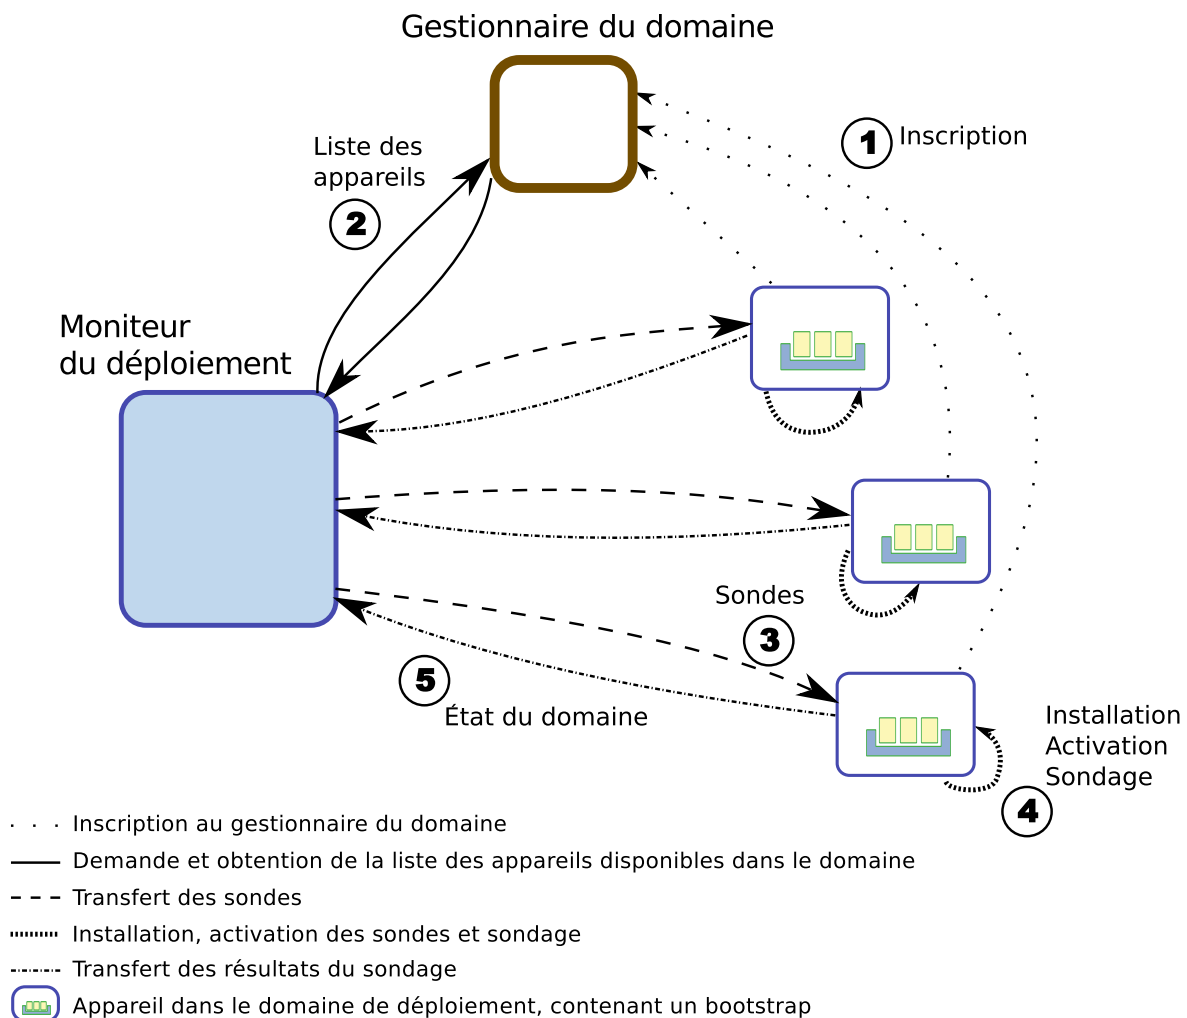 Gestionnaire du domaine
1
Inscription
Liste des
appareils
2
Moniteur
du déploiement
Sondes
3
5
État du domaine
Installation
Activation
Sondage
4
Inscription au gestionnaire du domaine
Demande et obtention de la liste des appareils disponibles dans le domaine
Transfert des sondes
Installation, activation des sondes et sondage
Transfert des résultats du sondage
Appareil dans le domaine de déploiement, contenant un bootstrap